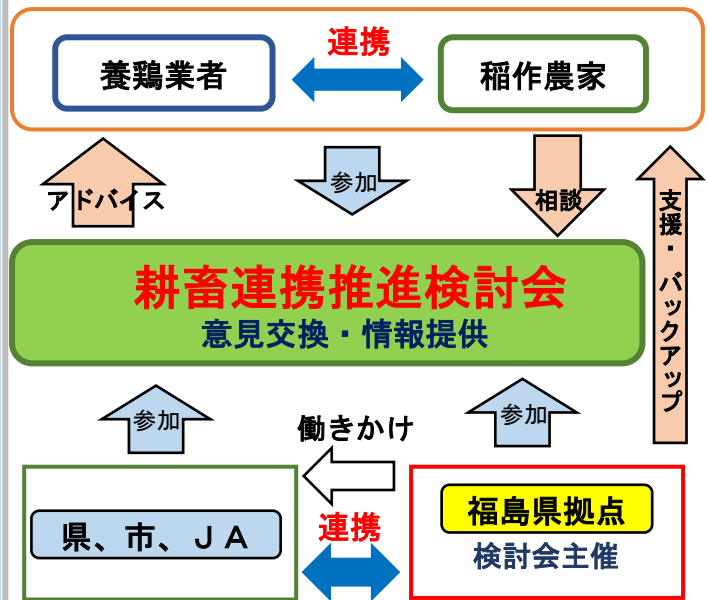 連携
養鶏業者
稲作農家
アドバイス
参加
相談
支援・バックアップ
耕畜連携推進検討会
意見交換・情報提供
参加
参加
働きかけ
県、市、ＪＡ
連携
福島県拠点
検討会主催